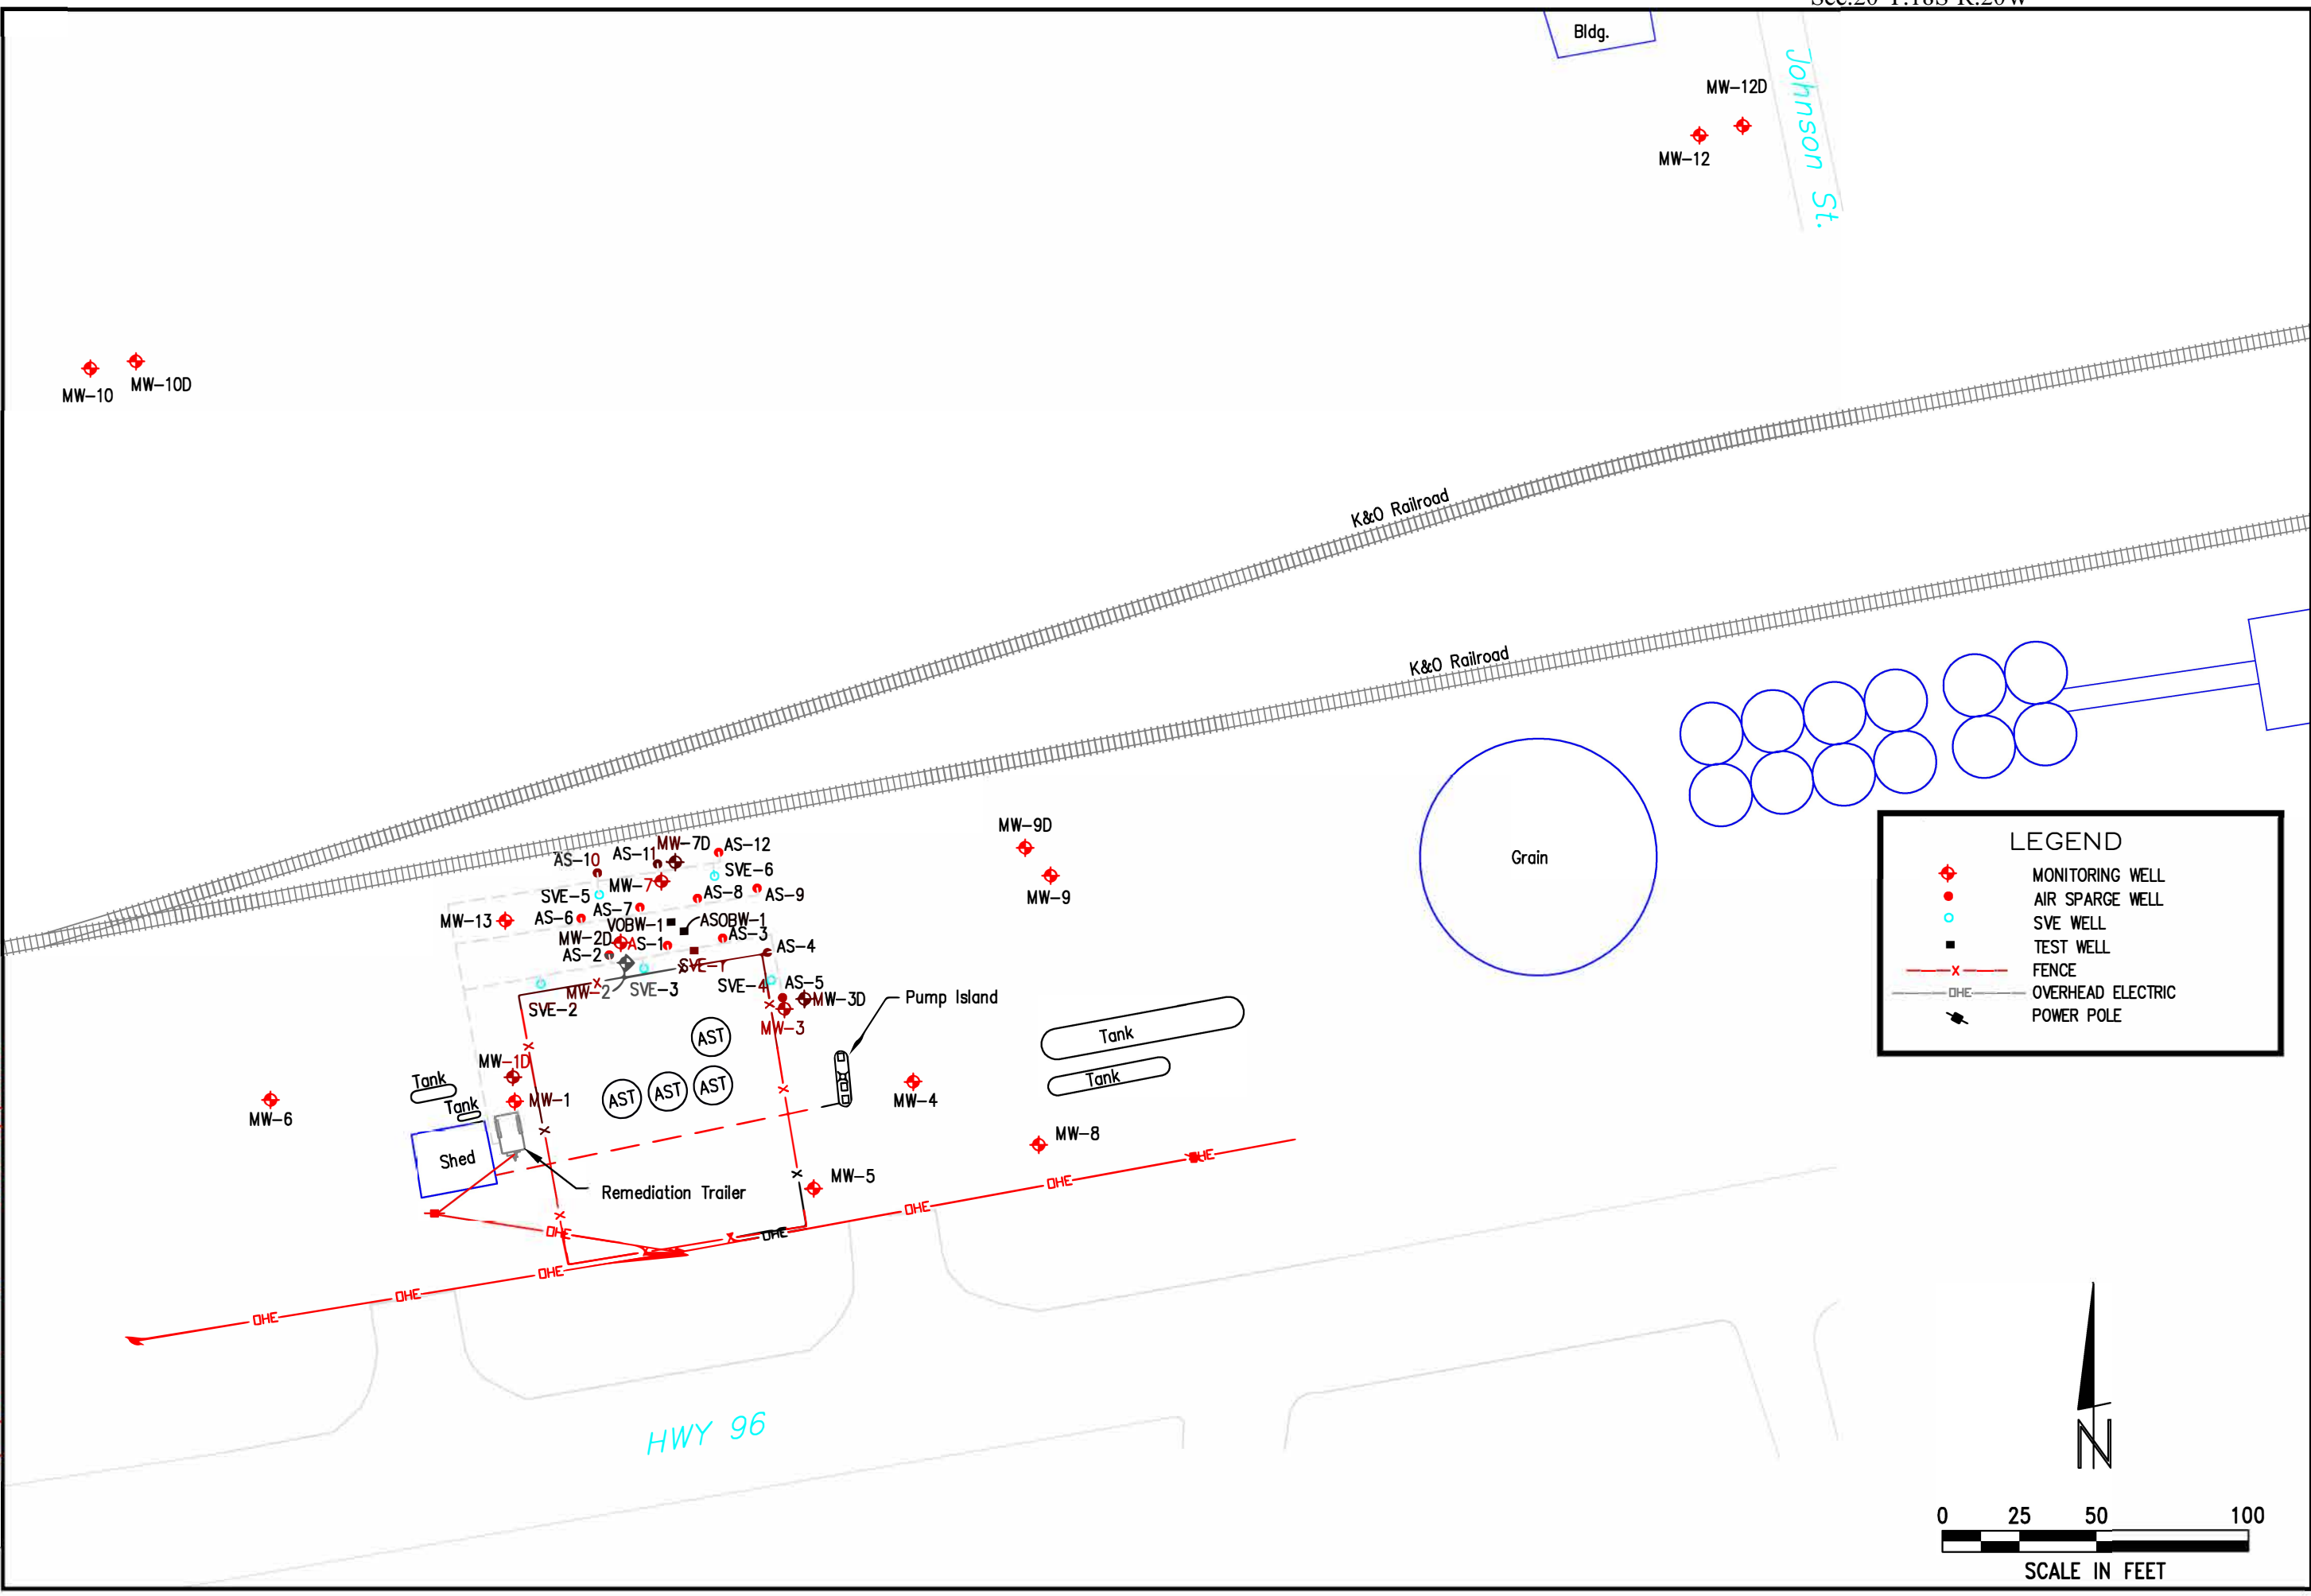 Sec.20 T.18S R.20W
Bldg.
Johnson St.
MW-12D
MW-12
MW-10
MW-10D
K&O Railroad
K&O Railroad
Grain
MW-9D
MW-9
MW-7D
AS-12
AS-11
AS-10
SVE-6
MW-7
SVE-5
AS-8
AS-9
AS-7
AS-6
MW-13
VOBW-1
ASOBW-1
MW-2D
AS-1
AS-3
AS-2
AS-4
SVE-1
SVE-4
AS-5
MW-2
SVE-3
SVE-2
MW-3D
MW-3
Pump Island
AST
AST
AST
AST
Tank
Tank
MW-1D
MW-1
Tank
Tank
MW-6
MW-4
MW-8
MW-5
Shed
Remediation Trailer
OHE
OHE
OHE
OHE
OHE
OHE
OHE
OHE
HWY 96
LEGEND
MONITORING WELL
AIR SPARGE WELL
SVE WELL
TEST WELL
X FENCE
OHE OVERHEAD ELECTRIC
POWER POLE
N
0 25 50 100
SCALE IN FEET